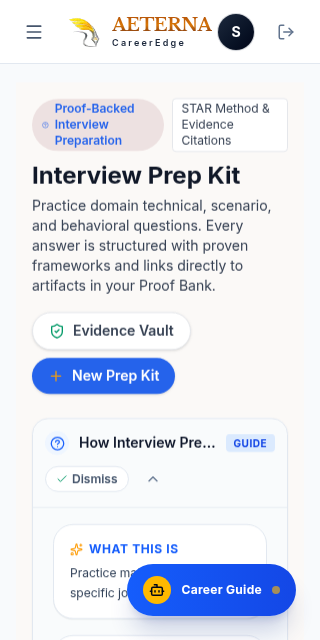 AETERNA
CareerEdge
S
Proof-Backed
Interview
Preparation
STAR Method &
Evidence
Citations
Interview Prep Kit
Practice domain technical, scenario,
and behavioral questions. Every
answer is structured with proven
frameworks and links directly to
artifacts in your Proof Bank.
Evidence Vault
New Prep Kit
How Interview Pre...
GUIDE
Dismiss
WHAT THIS IS
Practice
specific
Career Guide